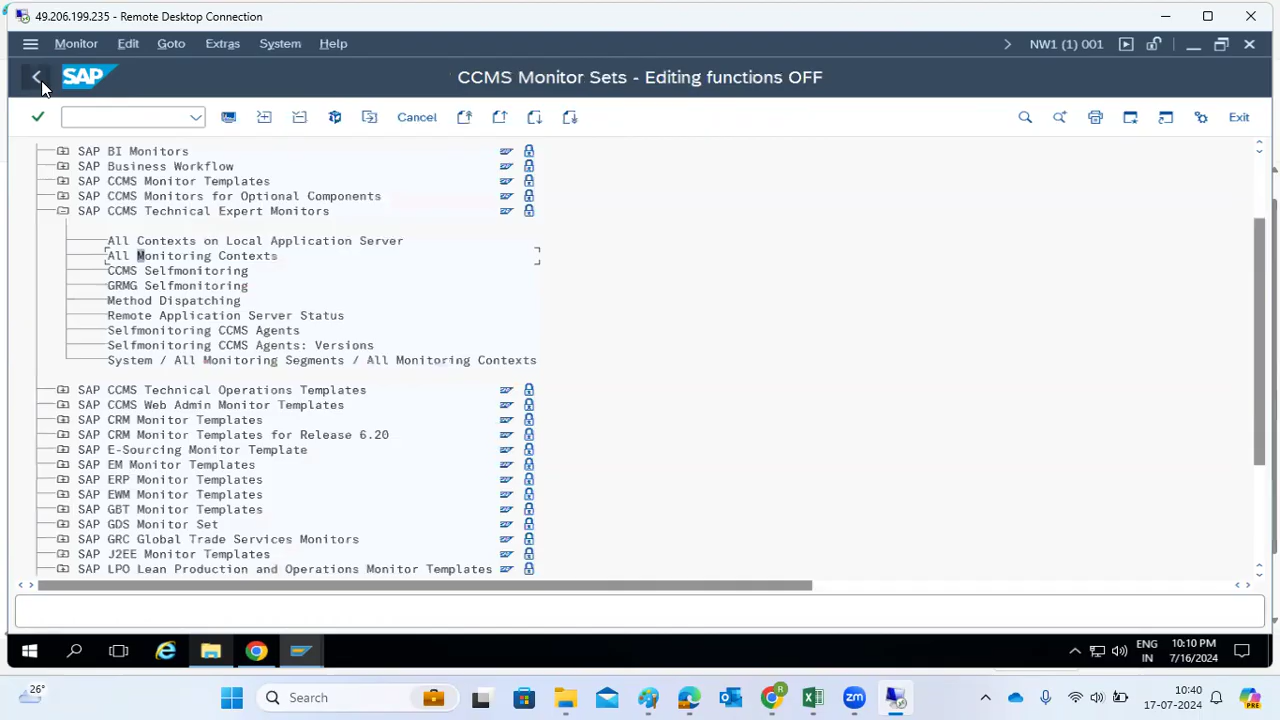 49.206.199.235 - Remote Desktop Connection
Monitor Edit Goto Extras System Help NW1 (1) 001
SAP CCMS Monitor Sets - Editing functions OFF
Cancel Exit
SAP BI Monitors
SAP Business Workflow
SAP CCMS Monitor Templates
SAP CCMS Monitors for Optional Components
SAP CCMS Technical Expert Monitors
All Contexts on Local Application Server
All Monitoring Contexts
CCMS Selfmonitoring
GRMG Selfmonitoring
Method Dispatching
Remote Application Server Status
Selfmonitoring CCMS Agents
Selfmonitoring CCMS Agents: Versions
System / All Monitoring Segments / All Monitoring Contexts
SAP CCMS Technical Operations Templates
SAP CCMS Web Admin Monitor Templates
SAP CRM Monitor Templates
SAP CRM Monitor Templates for Release 6.20
SAP E-Sourcing Monitor Template
SAP EM Monitor Templates
SAP ERP Monitor Templates
SAP EWM Monitor Templates
SAP GBT Monitor Templates
SAP GDS Monitor Set
SAP GRC Global Trade Services Monitors
SAP J2EE Monitor Templates
SAP LPO Lean Production and Operations Monitor Templates
ENG 10:10 PM
IN 7/16/2024
26°
Search
10:40
17-07-2024
PRE
zm
R